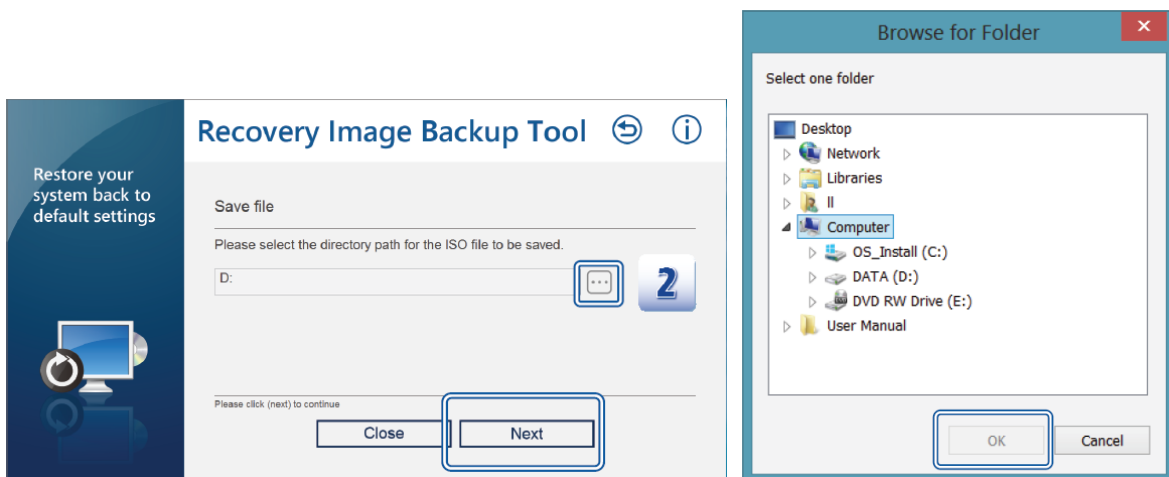 Restore your
system back to
default settings
Recovery Image Backup Tool
Save file
Please select the directory path for the ISO file to be saved.
D:
...
2
Please click (next) to continue
Close
Next
Browse for Folder
Select one folder
Desktop
Network
Libraries
ll
Computer
OS_Install (C:)
DATA (D:)
DVD RW Drive (E:)
User Manual
OK
Cancel